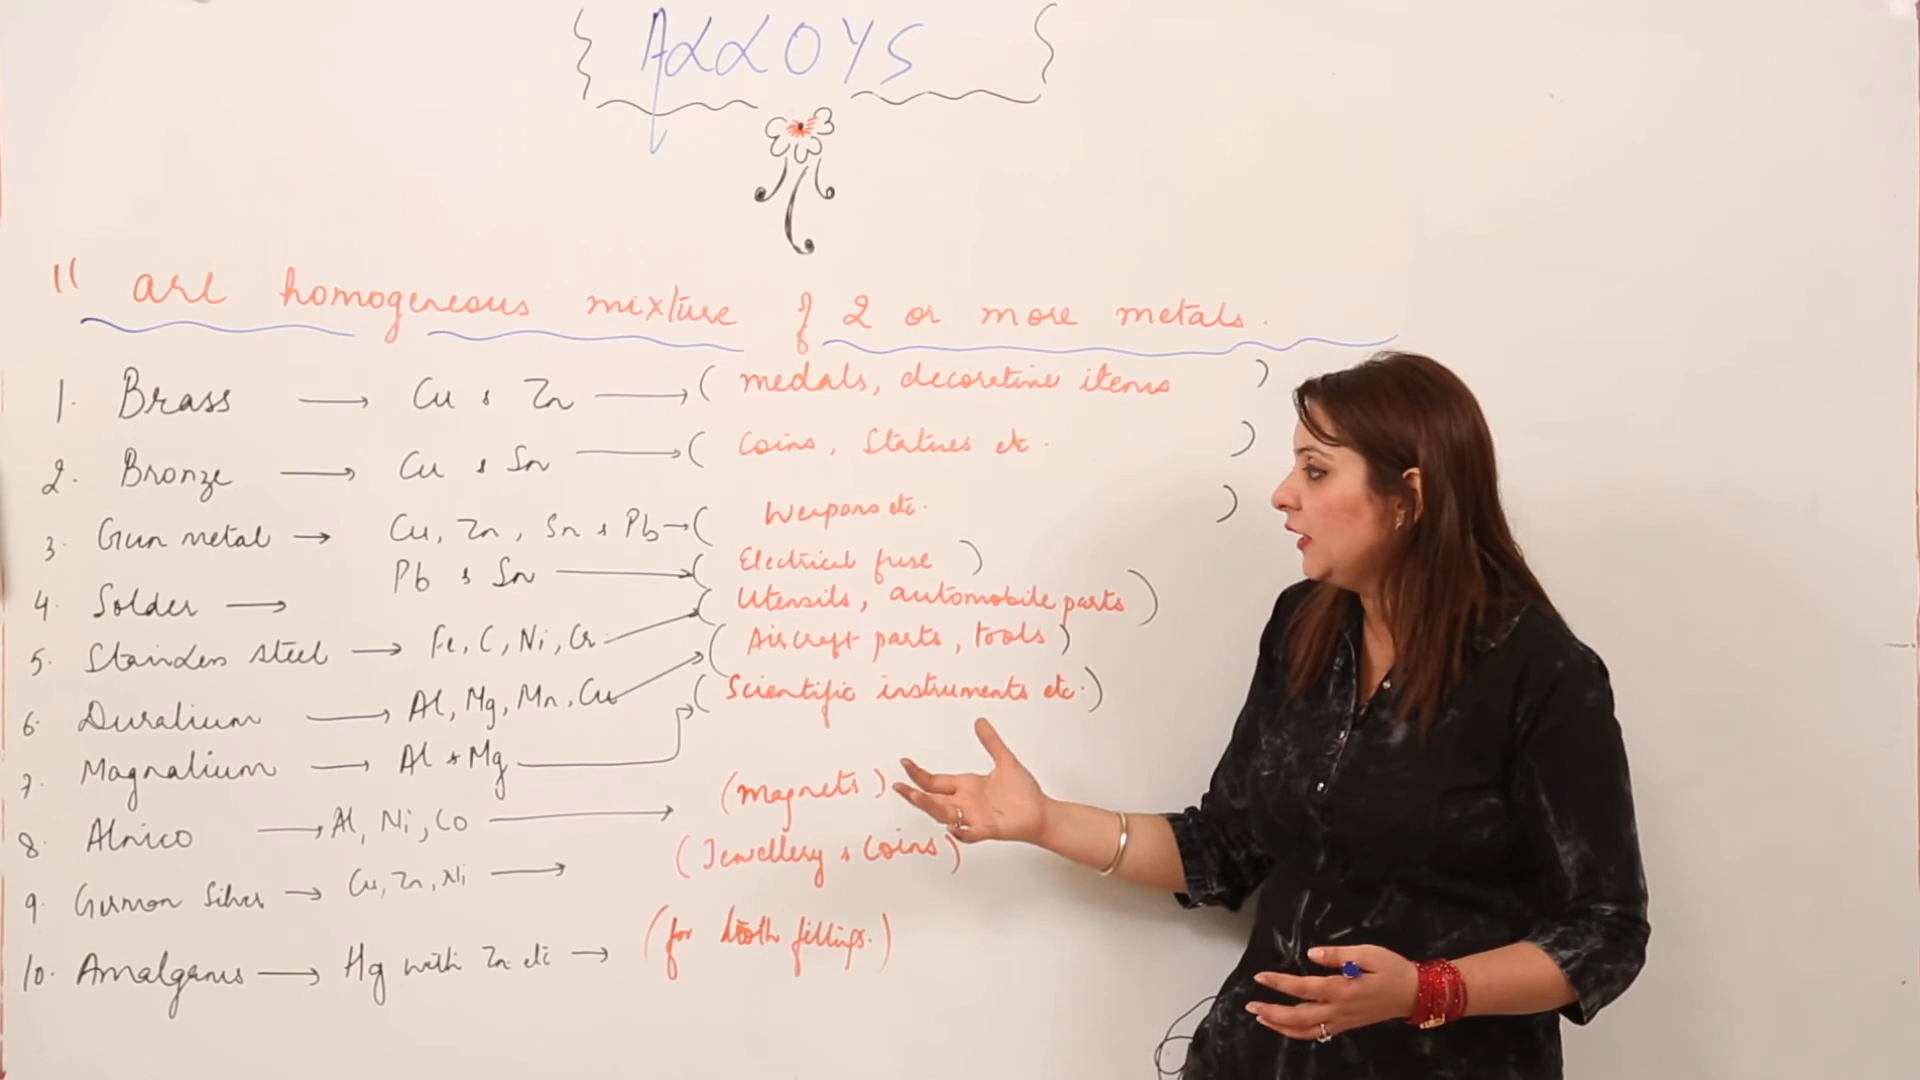 ALLOYS
" are homogeneous mixture of 2 or more metals.
1. Brass → Cu & Zn → ( medals, decorative items )
2. Bronze → Cu & Sn → ( Coins, Statues etc. )
3. Gun metal → Cu, Zn, Sn & Pb → ( Weapons etc. )
4. Solder → Pb & Sn → ( Electrical fuse )
5. Stainless steel → Fe, C, Ni, Cr → ( Utensils, automobile parts )
6. Duralium → Al, Mg, Mn, Cu → ( Aircraft parts, tools )
7. Magnalium → Al & Mg → ( Scientific instruments etc. )
8. Alnico → Al, Ni, Co → ( magnets )
9. German Silver → Cu, Zn, Ni → ( Jewellery & Coins )
10. Amalgams → Hg with Zn etc → ( for tooth fillings. )